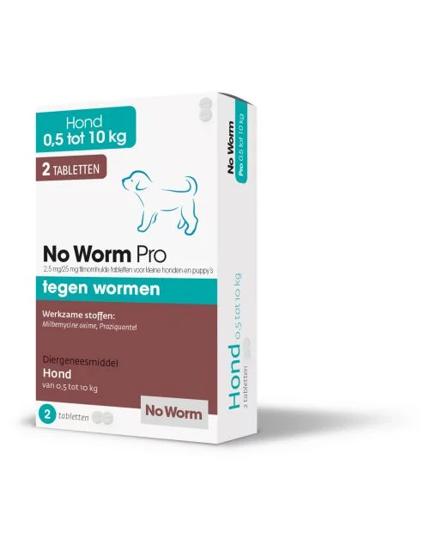 Hond
0,5 tot 10 kg
2 TABLETTEN
No Worm Pro
2,5 mg/25 mg filmomhulde tabletten voor kleine honden en puppy's
tegen wormen
Werkzame stoffen:
Milbemycine oxime, Praziquantel
Diergeneesmiddel
Hond
van 0,5 tot 10 kg
2 tabletten
No Worm
No Worm
Pro 0,5 tot 10 kg
Hond 0,5 tot 10 kg
2 tabletten